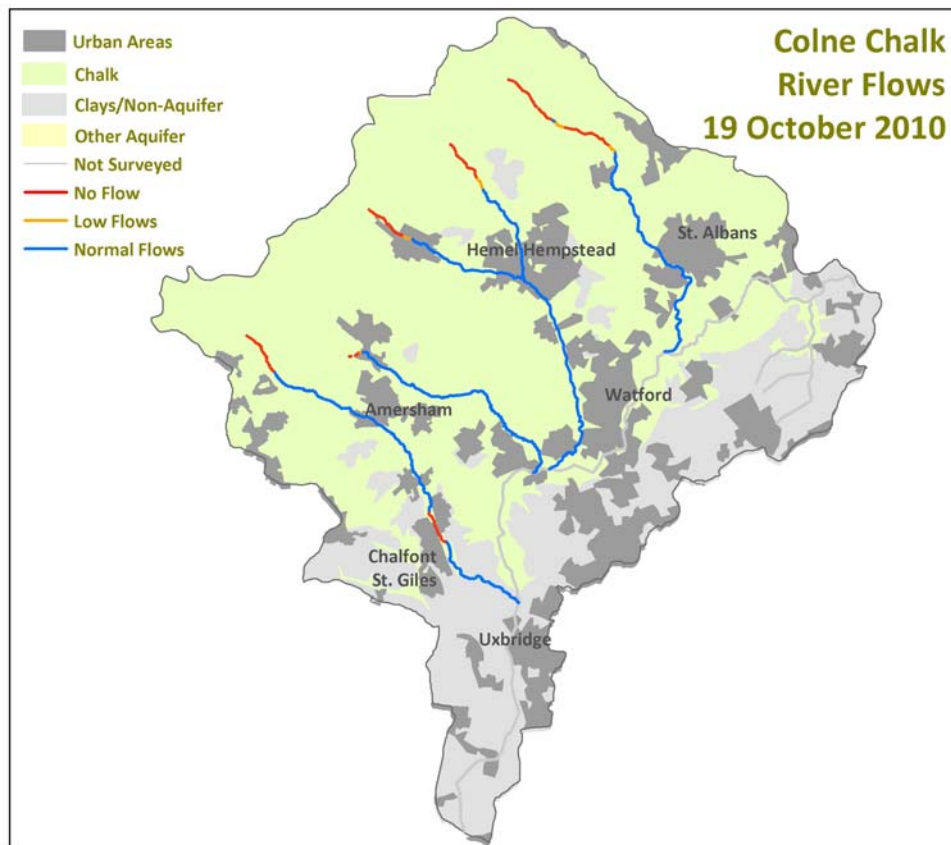 Colne Chalk
River Flows
19 October 2010
Urban Areas
Chalk
Clays/Non-Aquifer
Other Aquifer
Not Surveyed
No Flow
Low Flows
Normal Flows
Hemel Hempstead
St. Albans
Amersham
Watford
Chalfont
St. Giles
Uxbridge